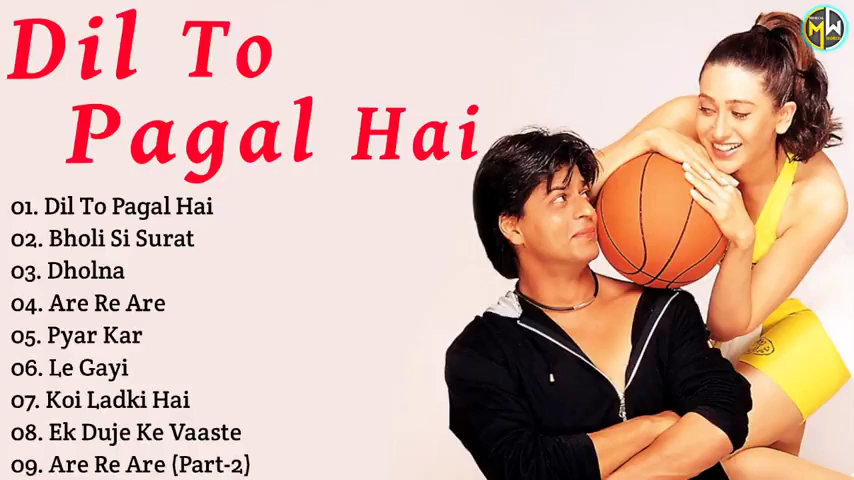 Dil To
Pagal Hai
01. Dil To Pagal Hai
02. Bholi Si Surat
03. Dholna
04. Are Re Are
05. Pyar Kar
06. Le Gayi
07. Koi Ladki Hai
08. Ek Duje Ke Vaaste
09. Are Re Are (Part-2)
MW